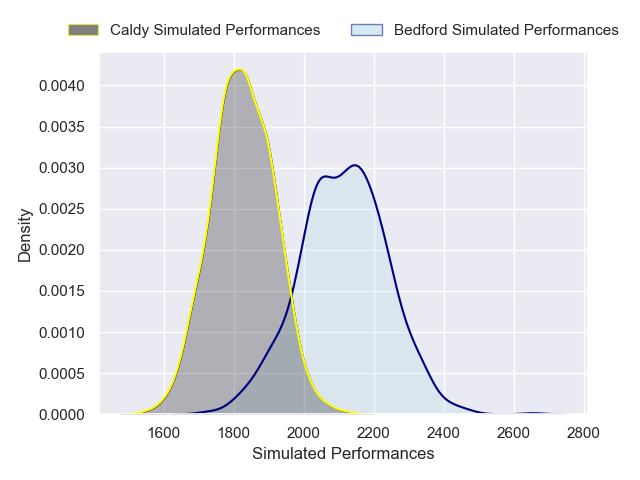 Caldy Simulated Performances
Bedford Simulated Performances
0.0040
0.0035
0.0030
0.0025
0.0020
0.0015
0.0010
0.0005
0.0000
Density
1600 1800 2000 2200 2400 2600 2800
Simulated Performances